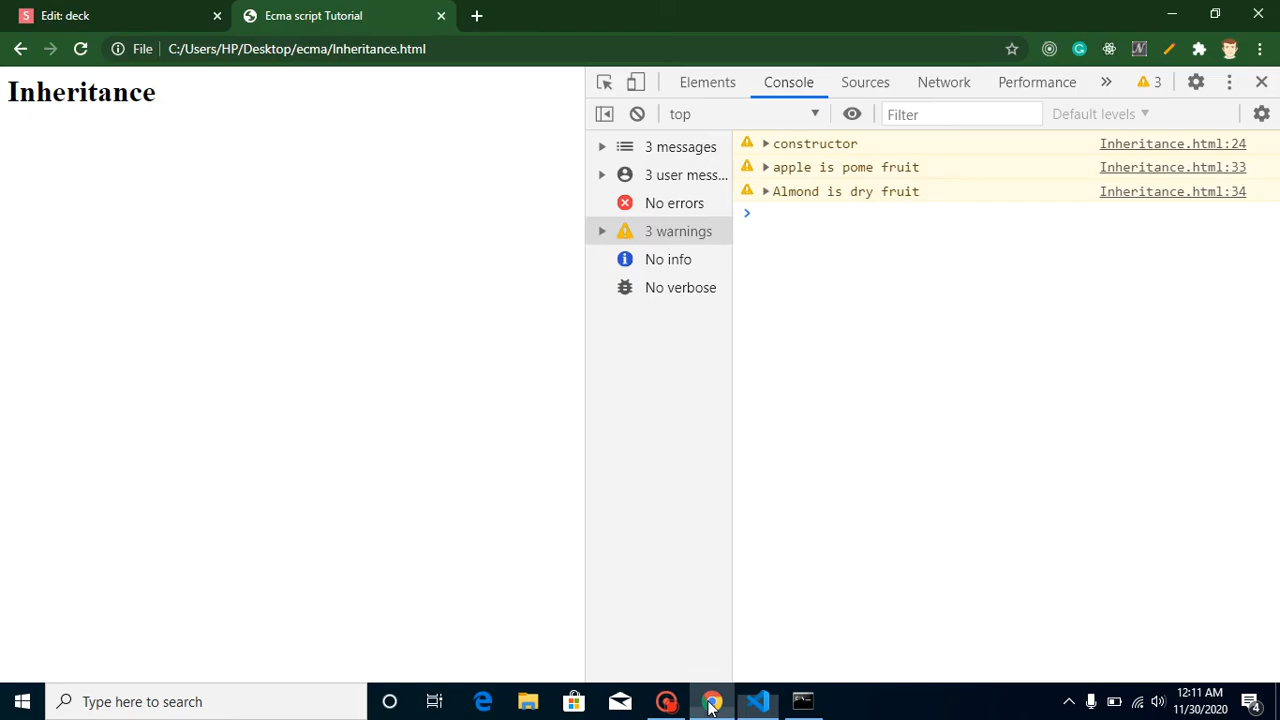 Edit: deck
Ecma script Tutorial
File C:/Users/HP/Desktop/ecma/Inheritance.html
Inheritance
Elements Console Sources Network Performance 3
top Filter Default levels
3 messages
3 user mess...
No errors
3 warnings
No info
No verbose
constructor Inheritance.html:24
apple is pome fruit Inheritance.html:33
Almond is dry fruit Inheritance.html:34
Type here to search
12:11 AM
11/30/2020
4